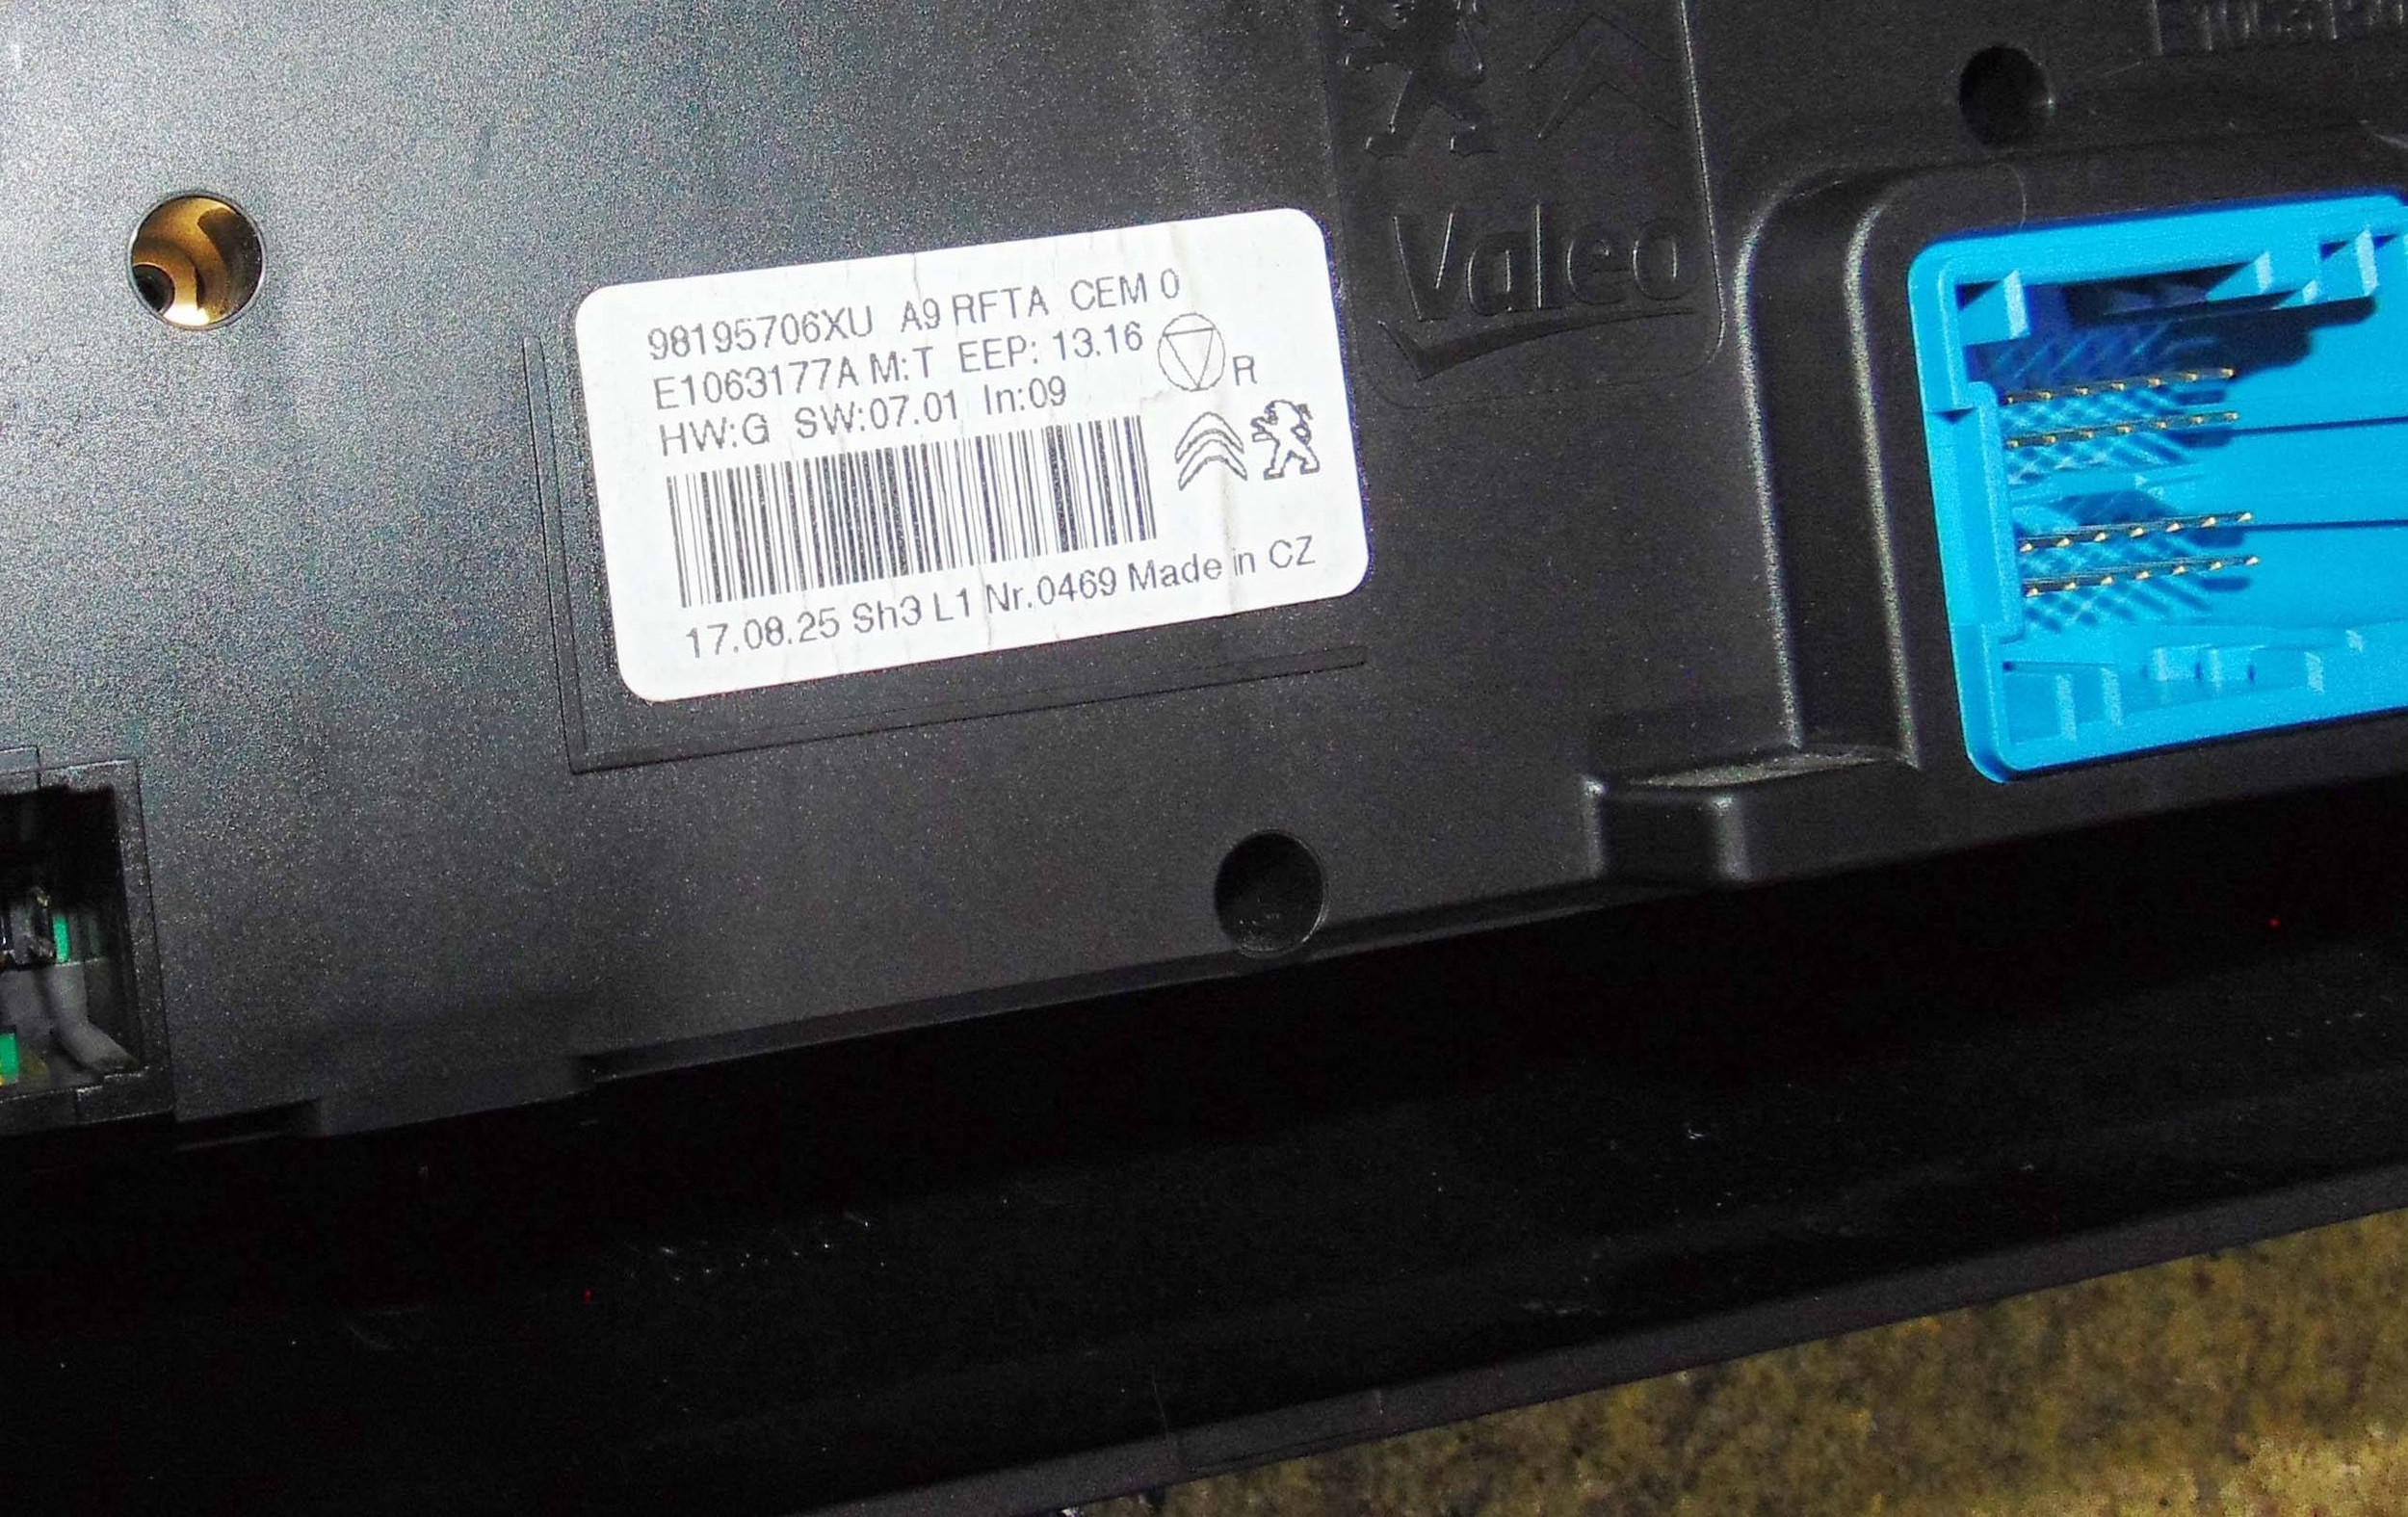 98195706XU A9 RFTA CEM 0
E1063177A M:T EEP: 13.16
R
HW:G SW:07.01 In:09
17.08.25 Sh3 L1 Nr.0469 Made in CZ
Valeo